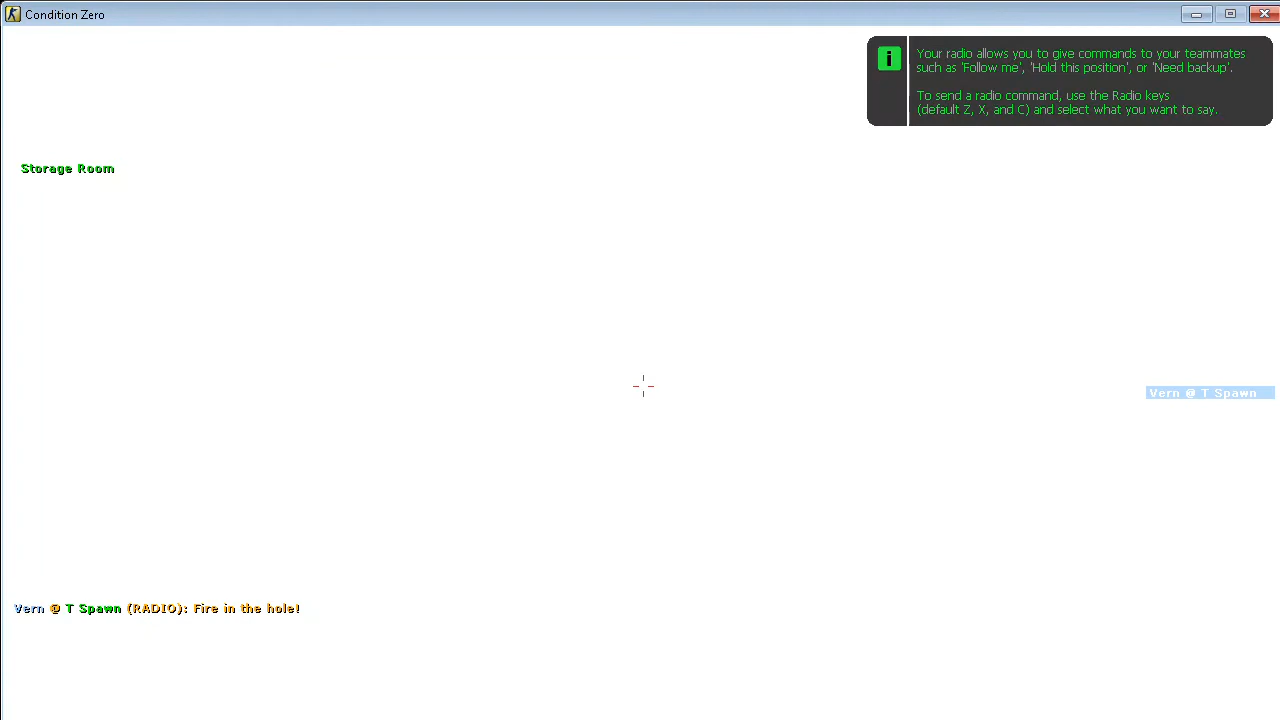 Condition Zero
Your radio allows you to give commands to your teammates
such as 'Follow me', 'Hold this position', or 'Need backup'.
To send a radio command, use the Radio keys
(default Z, X, and C) and select what you want to say.
Storage Room
Vern @ T Spawn
Vern @ T Spawn (RADIO): Fire in the hole!